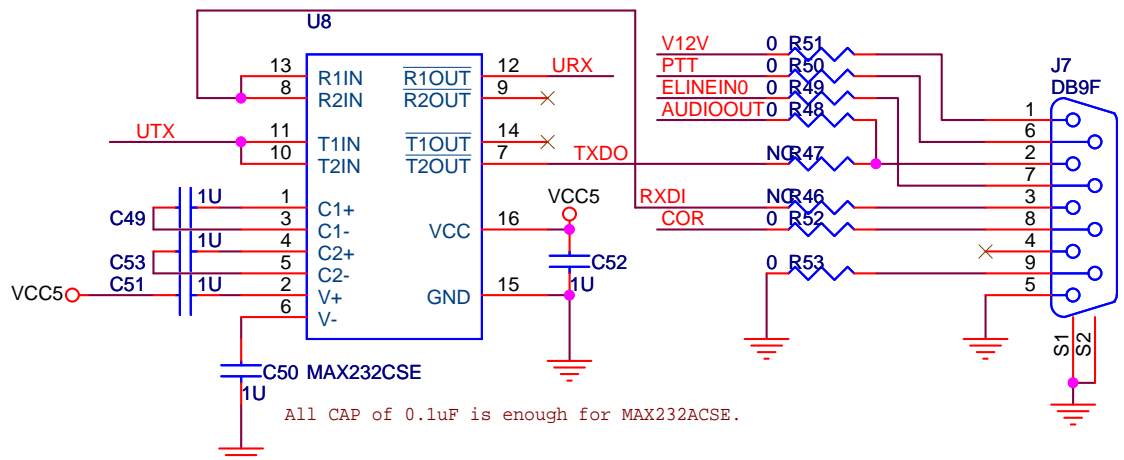 U8
V12V 0 R51
PTT 0 R50
ELINEIN0 0 R49
AUDIOOUT 0 R48
J7
DB9F
13 R1IN R1OUT 12 URX
8 R2IN R2OUT 9
UTX 11 T1IN T1OUT 14
10 T2IN T2OUT 7 TXDO NC R47
1U 1 C1+
C49 3 C1-
1U 4 C2+
C53 5 C2-
VCC5 C51 1U 2 V+
6 V-
VCC5
VCC 16
C52
1U
GND 15
RXDI NC R46
COR 0 R52
0 R53
1
6
2
7
3
8
4
9
5
S1
S2
C50 MAX232CSE
1U
All CAP of 0.1uF is enough for MAX232ACSE.